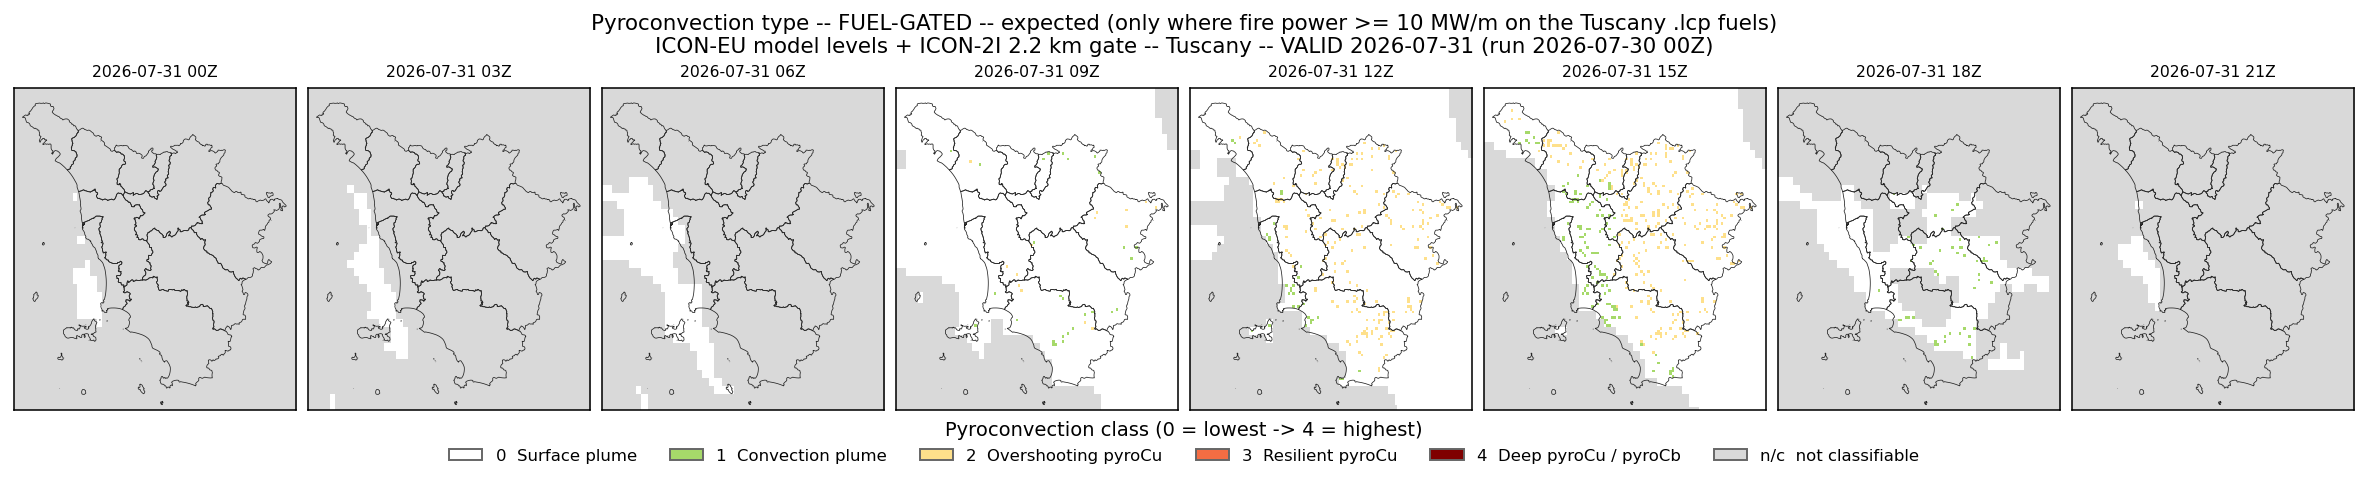 Pyroconvection type -- FUEL-GATED -- expected (only where fire power >= 10 MW/m on the Tuscany .lcp fuels)
ICON-EU model levels + ICON-2I 2.2 km gate -- Tuscany -- VALID 2026-07-31 (run 2026-07-30 00Z)
2026-07-31 00Z
2026-07-31 03Z
2026-07-31 06Z
2026-07-31 09Z
2026-07-31 12Z
2026-07-31 15Z
2026-07-31 18Z
2026-07-31 21Z
Pyroconvection class (0 = lowest -> 4 = highest)
0 Surface plume
1 Convection plume
2 Overshooting pyroCu
3 Resilient pyroCu
4 Deep pyroCu / pyroCb
n/c not classifiable